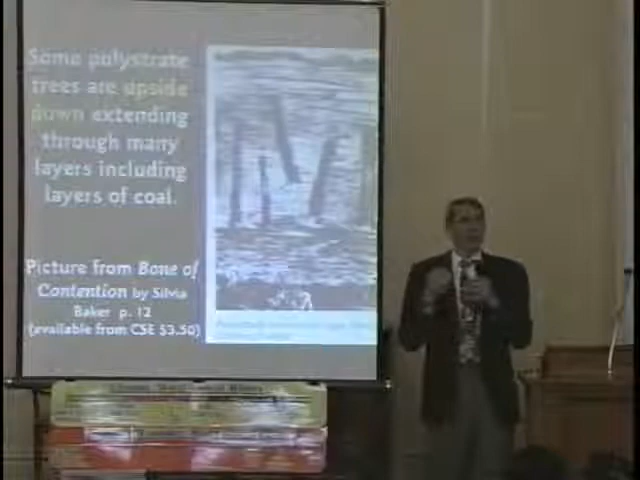 Some polystrate
trees are upside
down extending
through many
layers including
layers of coal.
Picture from Bone of
Contention by Silvia
Baker p. 12
(available from CSE $3.50)